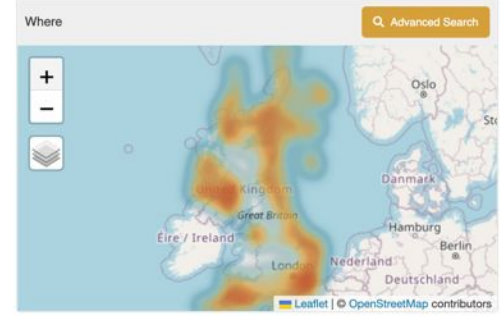 Where
Advanced Search
+
−
Oslo
Danmark
United Kingdom
Great Britain
Hamburg
Éire / Ireland
Berlin
London
Nederland
Deutschland
Leaflet | © OpenStreetMap contributors